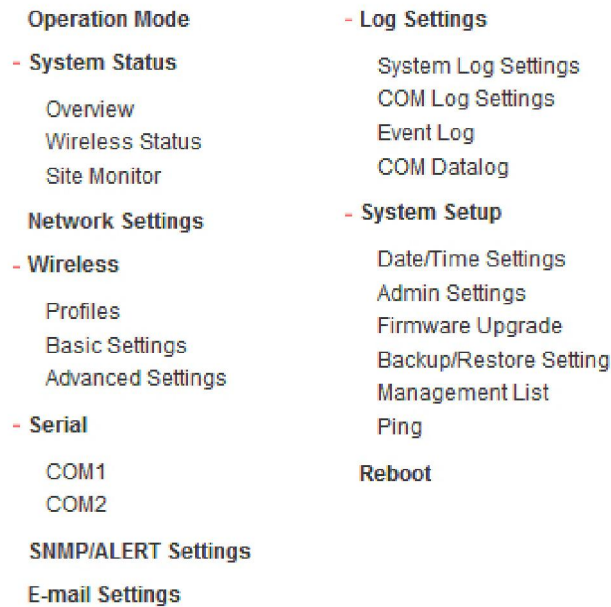 Operation Mode
- System Status
Overview
Wireless Status
Site Monitor
Network Settings
- Wireless
Profiles
Basic Settings
Advanced Settings
- Serial
COM1
COM2
SNMP/ALERT Settings
E-mail Settings
- Log Settings
System Log Settings
COM Log Settings
Event Log
COM Datalog
- System Setup
Date/Time Settings
Admin Settings
Firmware Upgrade
Backup/Restore Setting
Management List
Ping
Reboot